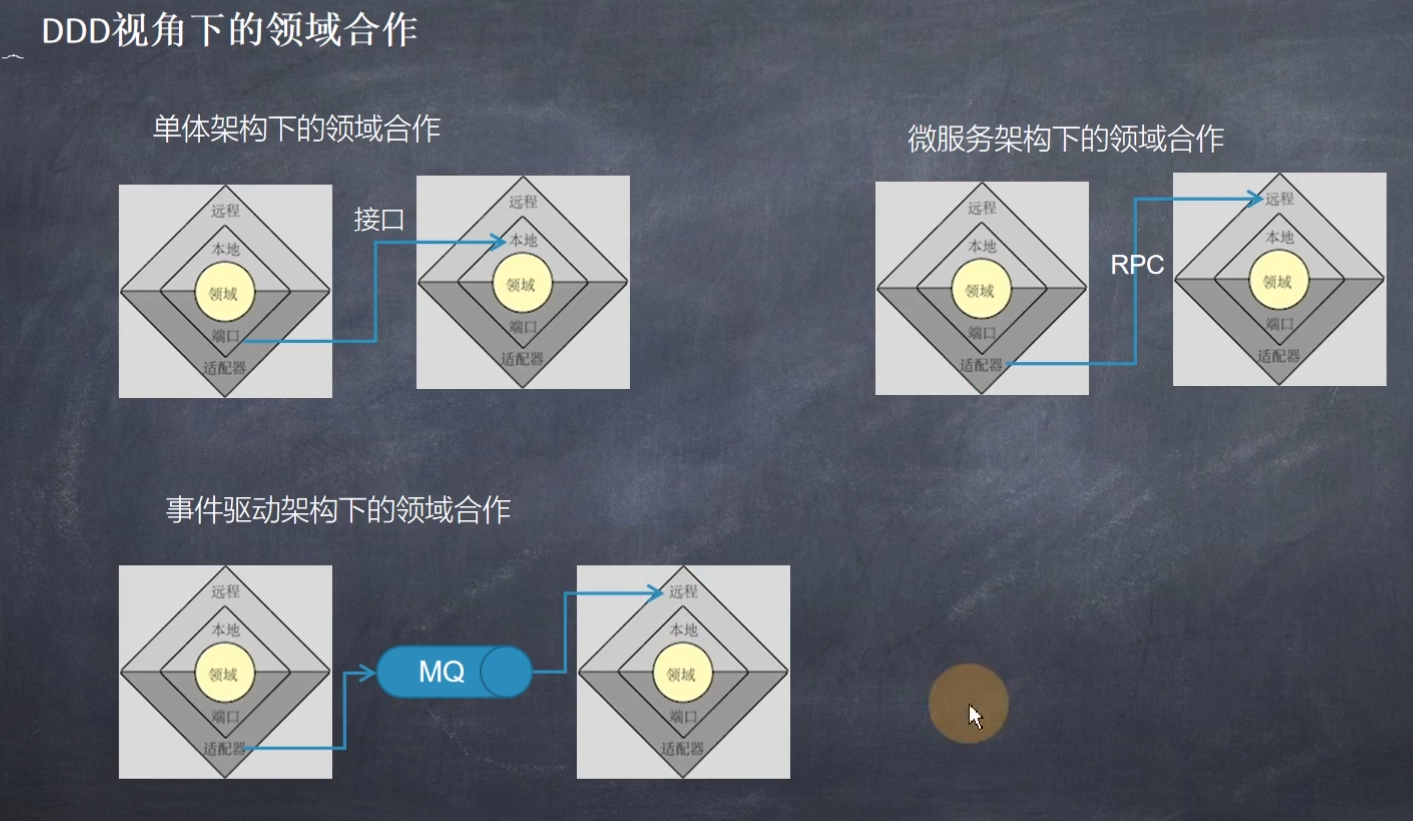 DDD视角下的领域合作
单体架构下的领域合作
远程
本地
领域
端口
适配器
接口
远程
本地
领域
端口
适配器
微服务架构下的领域合作
远程
本地
领域
端口
适配器
RPC
远程
本地
领域
端口
适配器
事件驱动架构下的领域合作
远程
本地
领域
端口
适配器
MQ
远程
本地
领域
端口
适配器